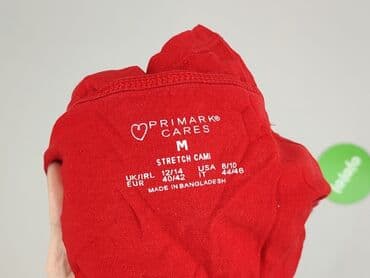 PRIMARK®
CARES
M
STRETCH CAMI
UK/IRL 12/14 USA 8/10
EUR 40/42 IT 44/46
MADE IN BANGLADESH